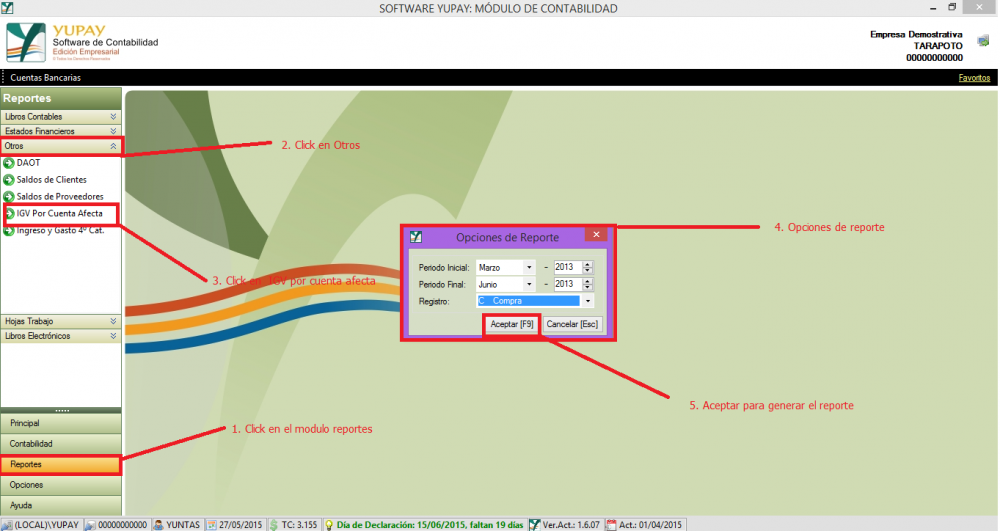 SOFTWARE YUPAY: MÓDULO DE CONTABILIDAD
YUPAY
Software de Contabilidad
Edición Empresarial
© Todos los Derechos Reservados
Empresa Demostrativa
TARAPOTO
00000000000
Cuentas Bancarias
Favoritos
Reportes
Libros Contables
Estados Financieros
Otros
2. Click en Otros
DAOT
Saldos de Clientes
Saldos de Proveedores
IGV Por Cuenta Afecta
Ingreso y Gasto 4º Cat.
3. Click en IGV por cuenta afecta
Opciones de Reporte
4. Opciones de reporte
Periodo Inicial: Marzo - 2013
Periodo Final: Junio - 2013
Registro: C Compra
Aceptar [F9] Cancelar [Esc]
5. Aceptar para generar el reporte
Hojas Trabajo
Libros Electrónicos
Principal
1. Click en el modulo reportes
Contabilidad
Reportes
Opciones
Ayuda
(LOCAL)\YUPAY 00000000000 YUNTAS 27/05/2015 TC: 3.155 Día de Declaración: 15/06/2015, faltan 19 días Ver.Act.: 1.6.07 Act.: 01/04/2015